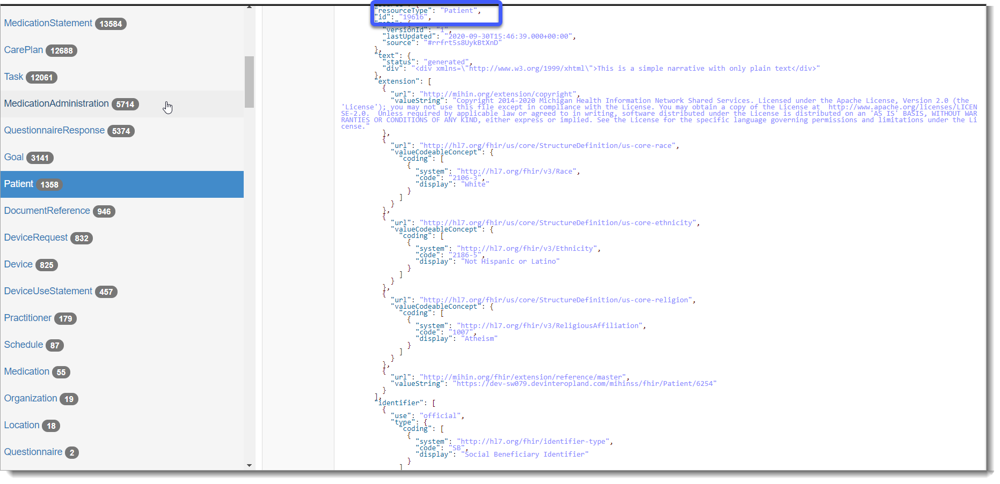 MedicationStatement 13584
CarePlan 12688
Task 12061
MedicationAdministration 5714
QuestionnaireResponse 5374
Goal 3141
Patient 1358
DocumentReference 946
DeviceRequest 832
Device 825
DeviceUseStatement 457
Practitioner 179
Schedule 87
Medication 55
Organization 19
Location 18
Questionnaire 2
"resourceType": "Patient",
"id": "19616",
"meta": {
"versionId": "1",
"lastUpdated": "2020-09-30T15:46:39.000+00:00",
"source": "#rrfrt5s8UykBtXnD"
},
"text": {
"status": "generated",
"div": "<div xmlns=\"http://www.w3.org/1999/xhtml\">This is a simple narrative with only plain text</div>"
},
"extension": [
{
"url": "http://mihin.org/extension/copyright",
"valueString": "Copyright 2014-2020 Michigan Health Information Network Shared Services. Licensed under the Apache License, Version 2.0 (the
'License'); you may not use this file except in compliance with the License. You may obtain a copy of the License at  http://www.apache.org/licenses/LICEN
SE-2.0.  Unless required by applicable law or agreed to in writing, software distributed under the License is distributed on an 'AS IS' BASIS, WITHOUT WAR
RANTIES OR CONDITIONS OF ANY KIND, either express or implied. See the License for the specific language governing permissions and limitations under the Li
cense."
},
{
"url": "http://hl7.org/fhir/us/core/StructureDefinition/us-core-race",
"valueCodeableConcept": {
"coding": [
{
"system": "http://hl7.org/fhir/v3/Race",
"code": "2106-3",
"display": "White"
}
]
}
},
{
"url": "http://hl7.org/fhir/us/core/StructureDefinition/us-core-ethnicity",
"valueCodeableConcept": {
"coding": [
{
"system": "http://hl7.org/fhir/v3/Ethnicity",
"code": "2186-5",
"display": "Not Hispanic or Latino"
}
]
}
},
{
"url": "http://hl7.org/fhir/us/core/StructureDefinition/us-core-religion",
"valueCodeableConcept": {
"coding": [
{
"system": "http://hl7.org/fhir/v3/ReligiousAffiliation",
"code": "1007",
"display": "Atheism"
}
]
}
},
{
"url": "http://mihin.org/fhir/extension/reference/master",
"valueString": "https://dev-sw079.devinteropland.com/mihinss/fhir/Patient/6254"
}
],
"identifier": [
{
"use": "official",
"type": {
"coding": [
{
"system": "http://hl7.org/fhir/identifier-type",
"code": "SB",
"display": "Social Beneficiary Identifier"
}
]